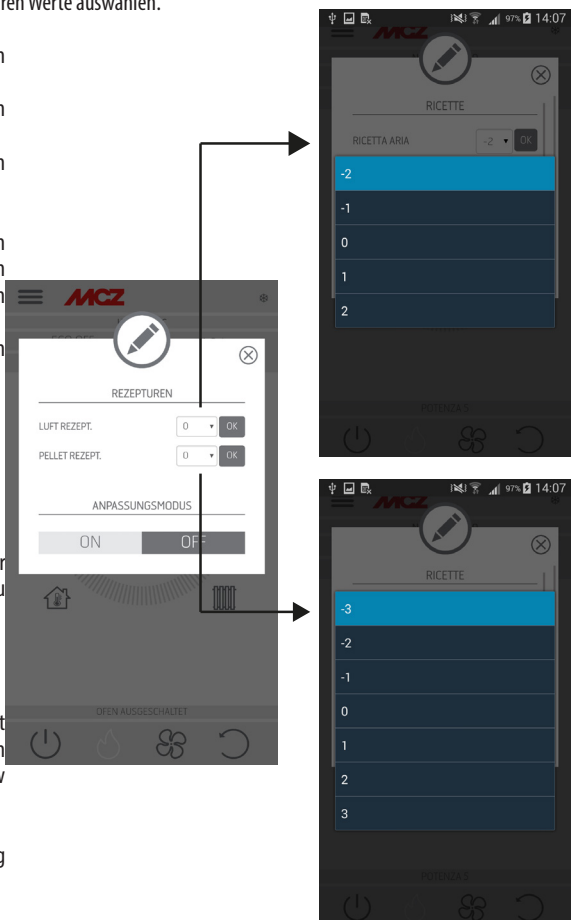 ren Werte auswählen.
n
n
n
n
n
n
n
r
u
t
n
w
g
MCZ
REZEPTUREN
LUFT REZEPT. 0 OK
PELLET REZEPT. 0 OK
ANPASSUNGSMODUS
ON OFF
OFEN AUSGESCHALTET
97% 14:07
MCZ
RICETTE
RICETTA ARIA -2 OK
-2
-1
0
1
2
POTENZA 5
97% 14:07
MCZ
RICETTE
-3
-2
-1
0
1
2
3
POTENZA 5